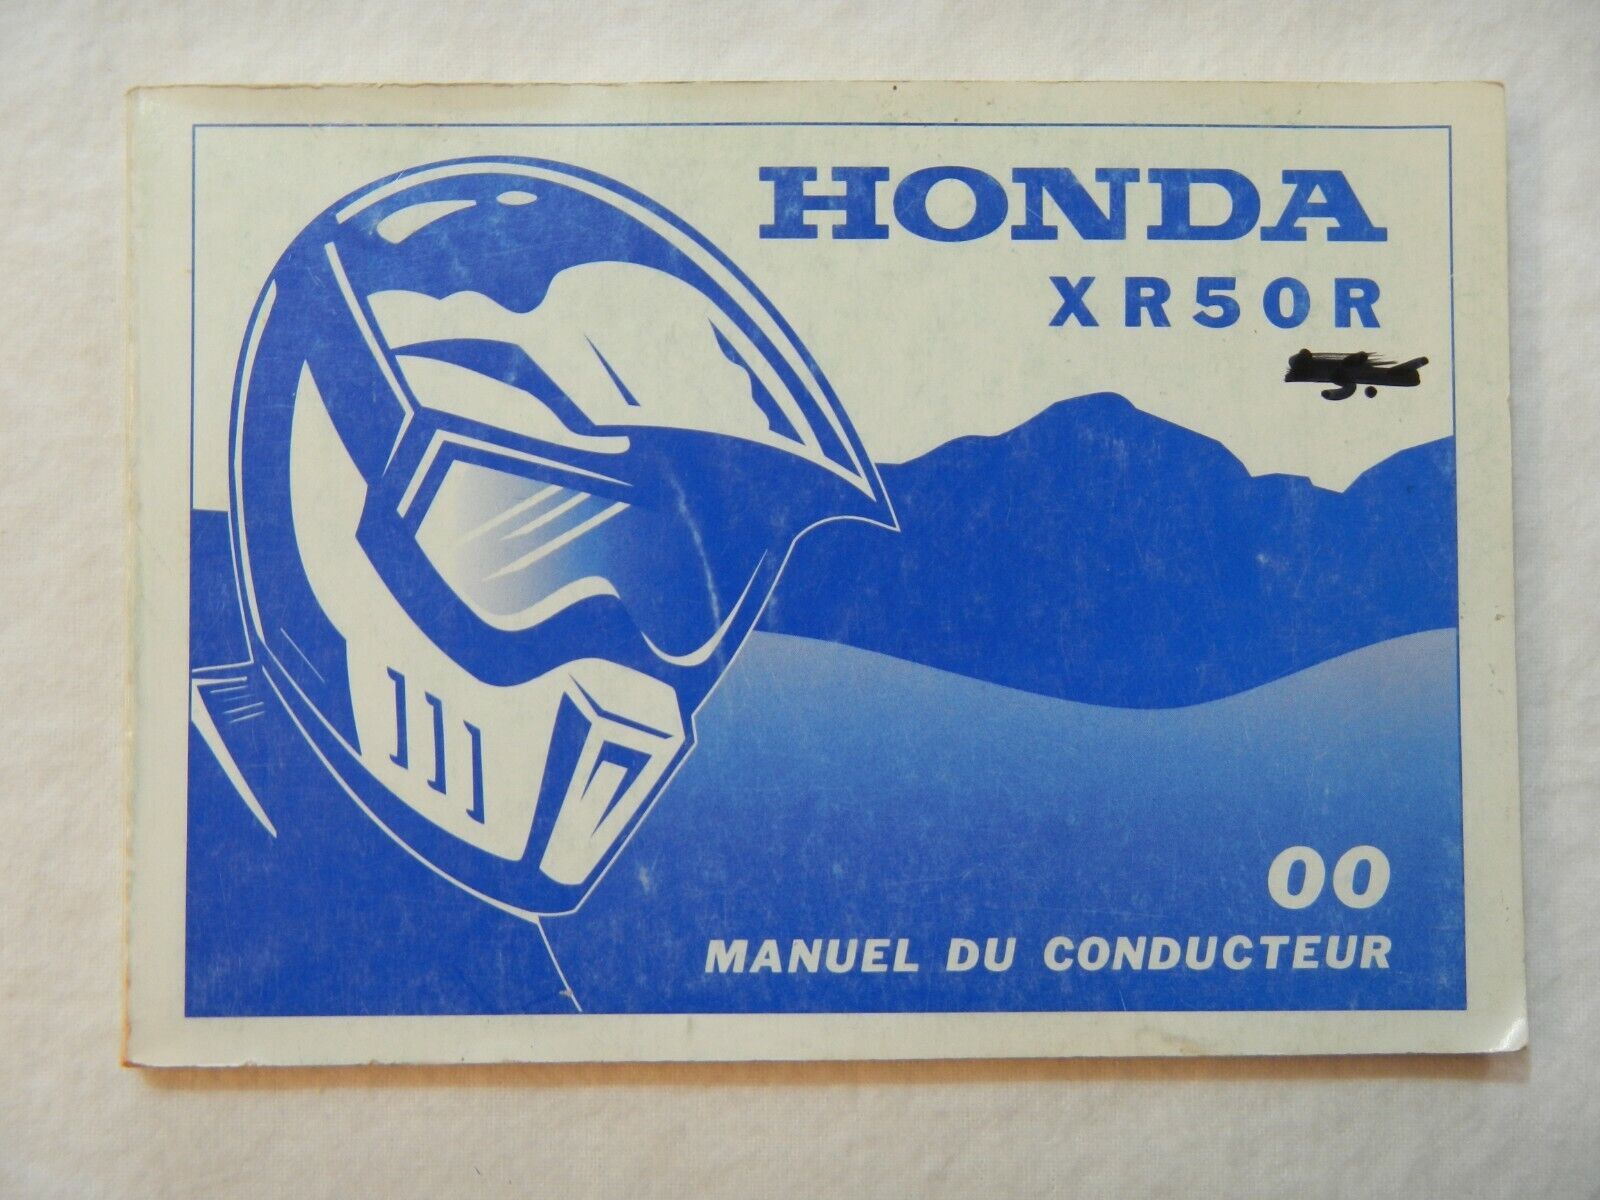 HONDA
XR50R
00
MANUEL DU CONDUCTEUR